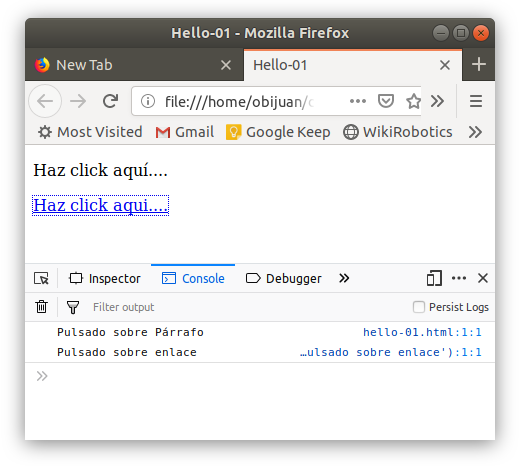 Hello-01 - Mozilla Firefox
New Tab
Hello-01
file:///home/obijuan/
Most Visited
Gmail
Google Keep
WikiRobotics
Haz click aquí....
Haz click aqui....
Inspector
Console
Debugger
Filter output
Persist Logs
Pulsado sobre Párrafo hello-01.html:1:1
Pulsado sobre enlace …ulsado sobre enlace'):1:1